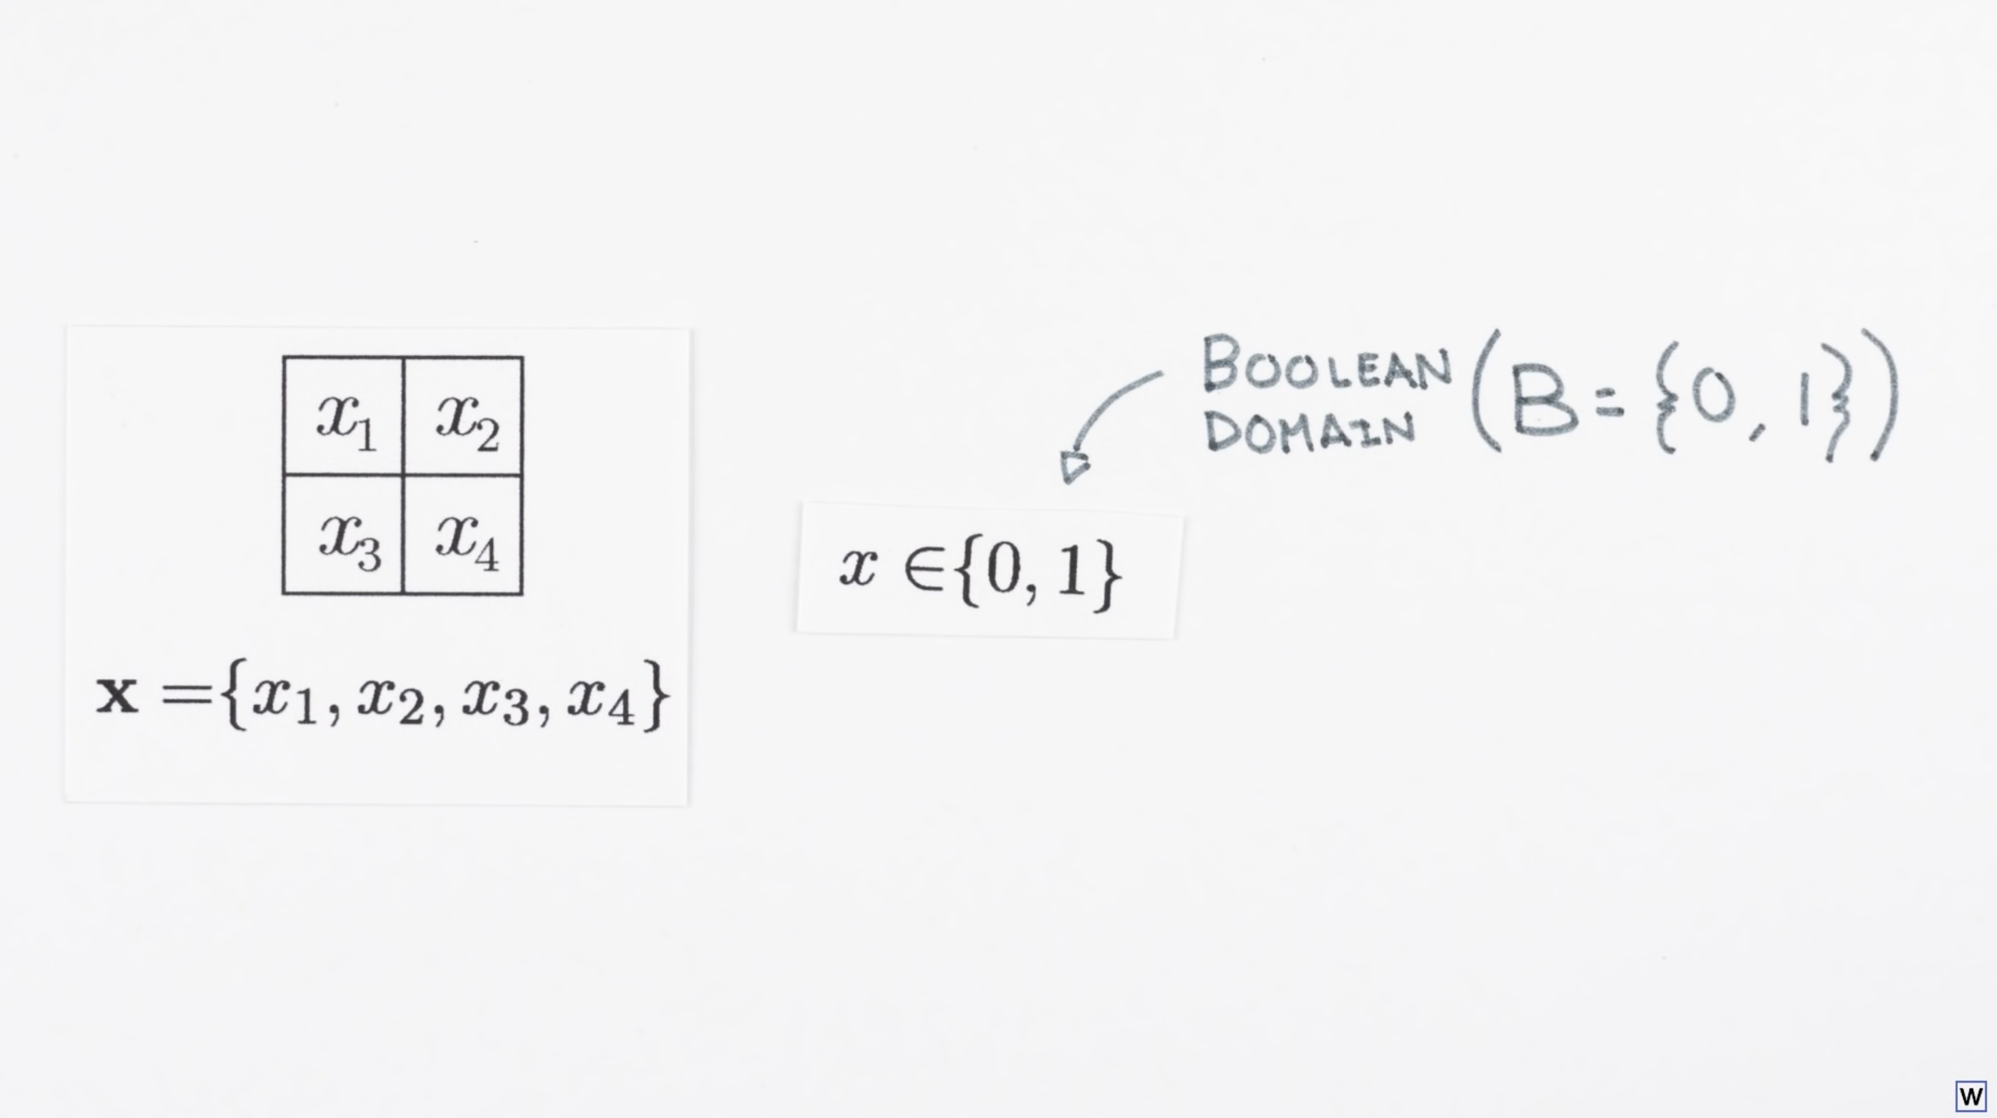 x₁ x₂
x₃ x₄
𝐱 = {x₁, x₂, x₃, x₄}
x ∈ {0, 1}
BOOLEAN DOMAIN (B = {0, 1})
W